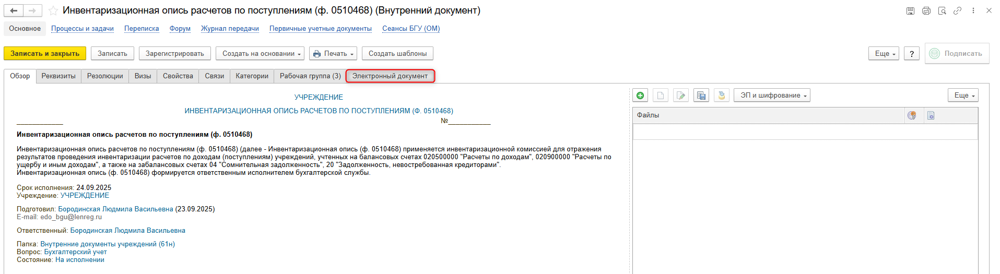 Инвентаризационная опись расчетов по поступлениям (ф. 0510468) (Внутренний документ)
Основное Процессы и задачи Переписка Форум Журнал передачи Первичные учетные документы Сеансы БГУ (ОМ)
Записать и закрыть Записать Зарегистрировать Создать на основании Печать Создать шаблоны Еще ? Подписать
Обзор Реквизиты Резолюции Визы Свойства Связи Категории Рабочая группа (3) Электронный документ
УЧРЕЖДЕНИЕ
ИНВЕНТАРИЗАЦИОННАЯ ОПИСЬ РАСЧЕТОВ ПО ПОСТУПЛЕНИЯМ (Ф. 0510468)
____________ №___________
Инвентаризационная опись расчетов по поступлениям (ф. 0510468)
Инвентаризационная опись расчетов по поступлениям (ф. 0510468) (далее - Инвентаризационная опись (ф. 0510468) применяется инвентаризационной комиссией для отражения
результатов проведения инвентаризации расчетов по доходам (поступлениям) учреждений, учтенных на балансовых счетах 020500000 "Расчеты по доходам", 020900000 "Расчеты по
ущербу и иным доходам", а также на забалансовых счетах 04 "Сомнительная задолженность", 20 "Задолженность, невостребованная кредиторами".
Инвентаризационная опись (ф. 0510468) формируется ответственным исполнителем бухгалтерской службы.
Срок исполнения: 24.09.2025
Учреждение: УЧРЕЖДЕНИЕ
Подготовил: Бородинская Людмила Васильевна (23.09.2025)
E-mail: edo_bgu@lenreg.ru
Ответственный: Бородинская Людмила Васильевна
Папка: Внутренние документы учреждений (61н)
Вопрос: Бухгалтерский учет
Состояние: На исполнении
ЭП и шифрование Еще
Файлы